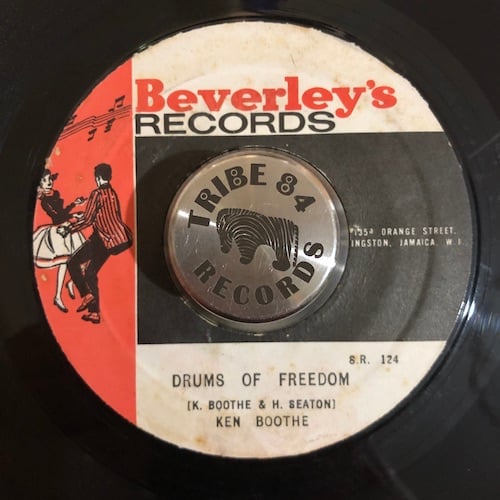 Beverley's
RECORDS
TRIBE 84
RECORDS
135a ORANGE STREET.
INGSTON, JAMAICA, W.I.
B.R. 124
DRUMS OF FREEDOM
[K. BOOTHE & H. SEATON]
KEN BOOTHE